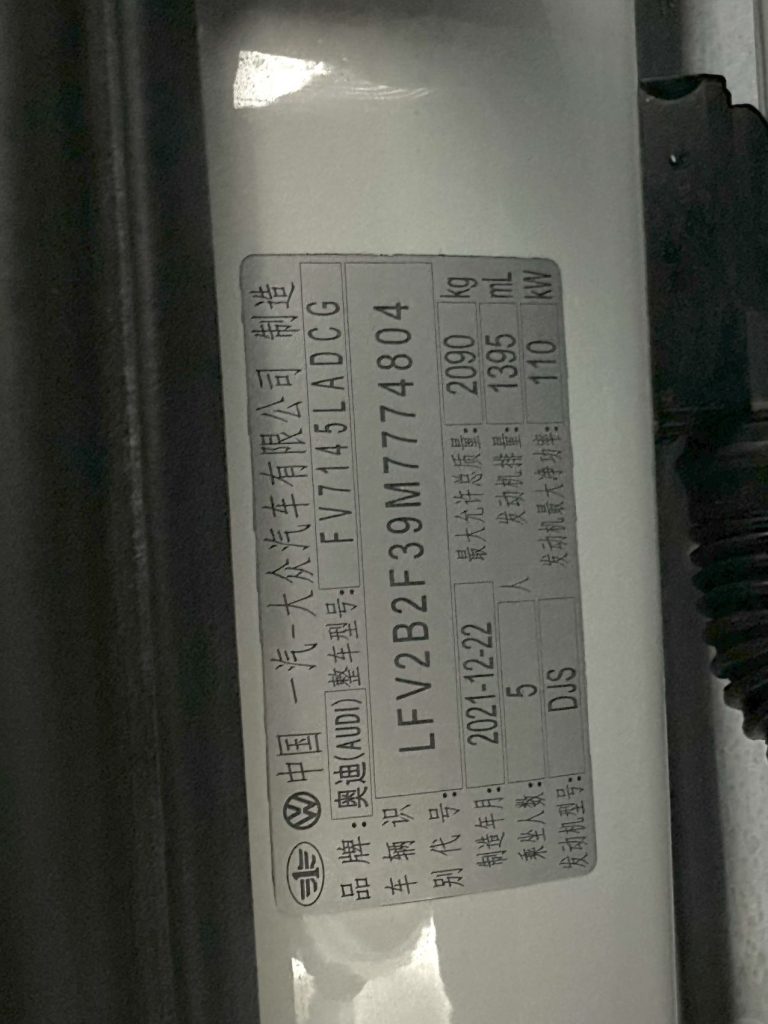 中国 一汽-大众汽车有限公司 制造
品牌: 奥迪(AUDI) 整车型号: FV7145LADCG
车辆识别代号: LFV2B2F39M7774804
制造年月: 2021-12-22 最大允许总质量: 2090 kg
乘坐人数: 5 人 发动机排量: 1395 mL
发动机型号: DJS 发动机最大净功率: 110 kW